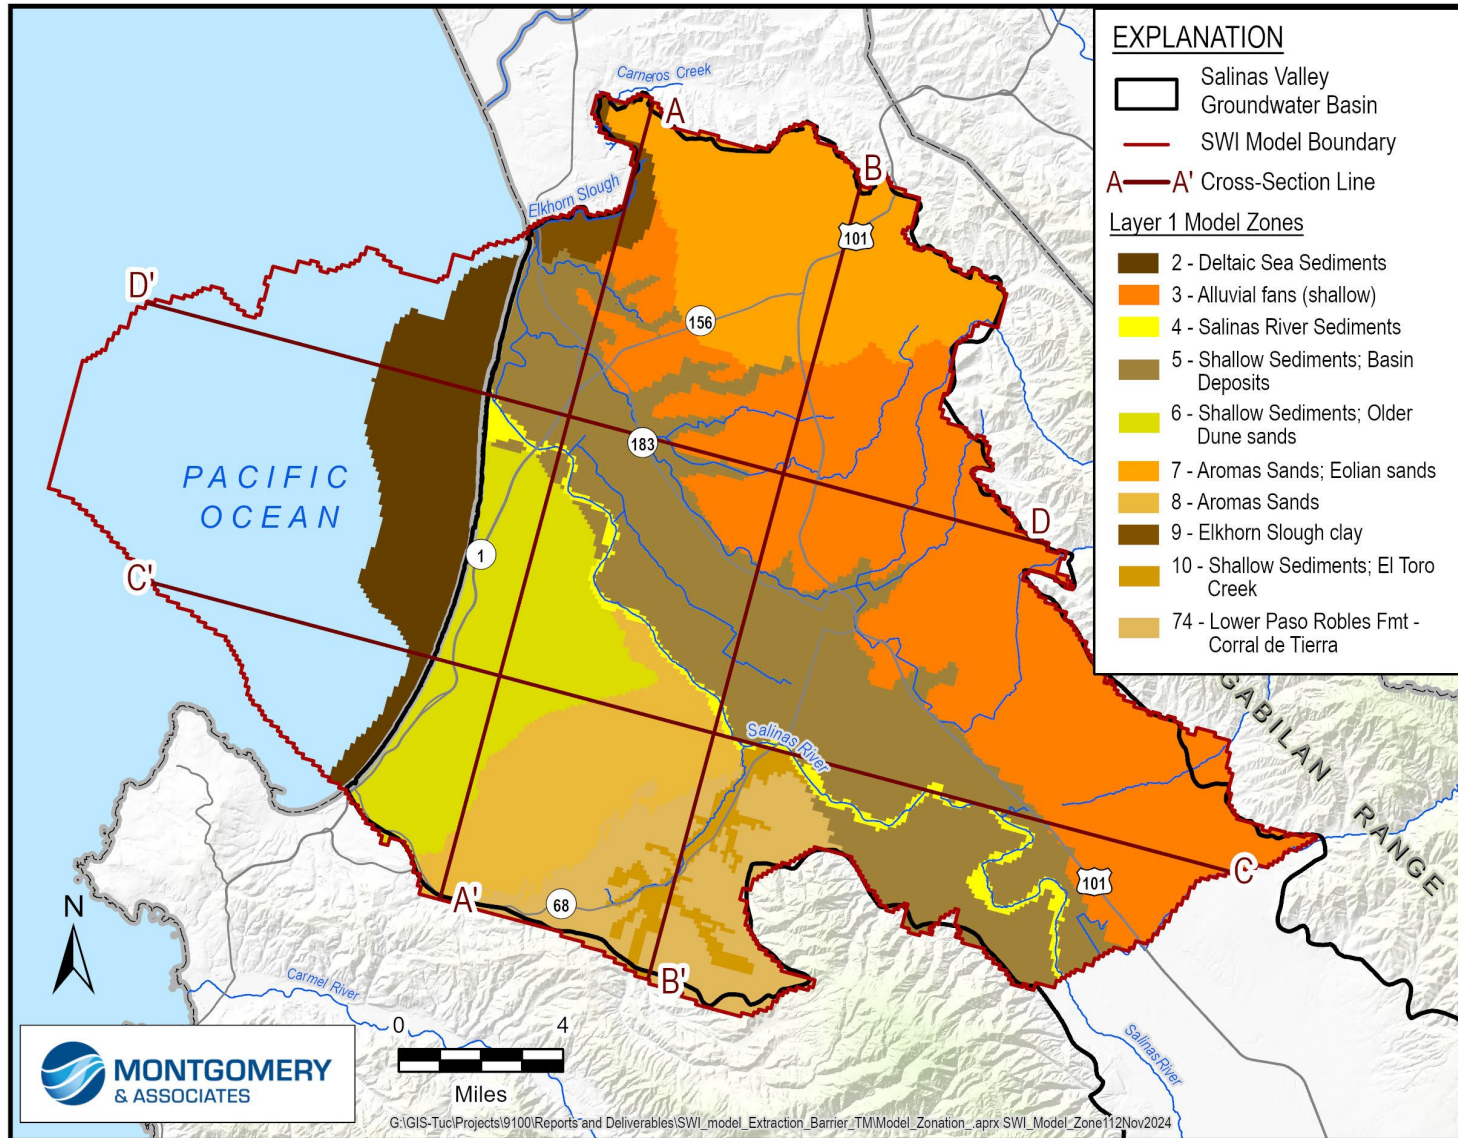 EXPLANATION
Salinas Valley
Groundwater Basin
SWI Model Boundary
A A' Cross-Section Line
Layer 1 Model Zones
2 - Deltaic Sea Sediments
3 - Alluvial fans (shallow)
4 - Salinas River Sediments
5 - Shallow Sediments; Basin
Deposits
6 - Shallow Sediments; Older
Dune sands
7 - Aromas Sands; Eolian sands
8 - Aromas Sands
9 - Elkhorn Slough clay
10 - Shallow Sediments; El Toro
Creek
74 - Lower Paso Robles Fmt -
Corral de Tierra
Carneros Creek
A
B
Elkhorn Slough
101
D'
156
183
PACIFIC
OCEAN
D
1
C'
GABILAN
RANGE
Salinas River
C
101
A'
68
B'
N
Carmel River
0 4
Miles
Salinas River
MONTGOMERY
& ASSOCIATES
G:\GIS-Tuc\Projects\9100\Reports and Deliverables\SWI_model_Extraction_Barrier_TM\Model_Zonation_.aprx SWI_Model_Zone112Nov2024